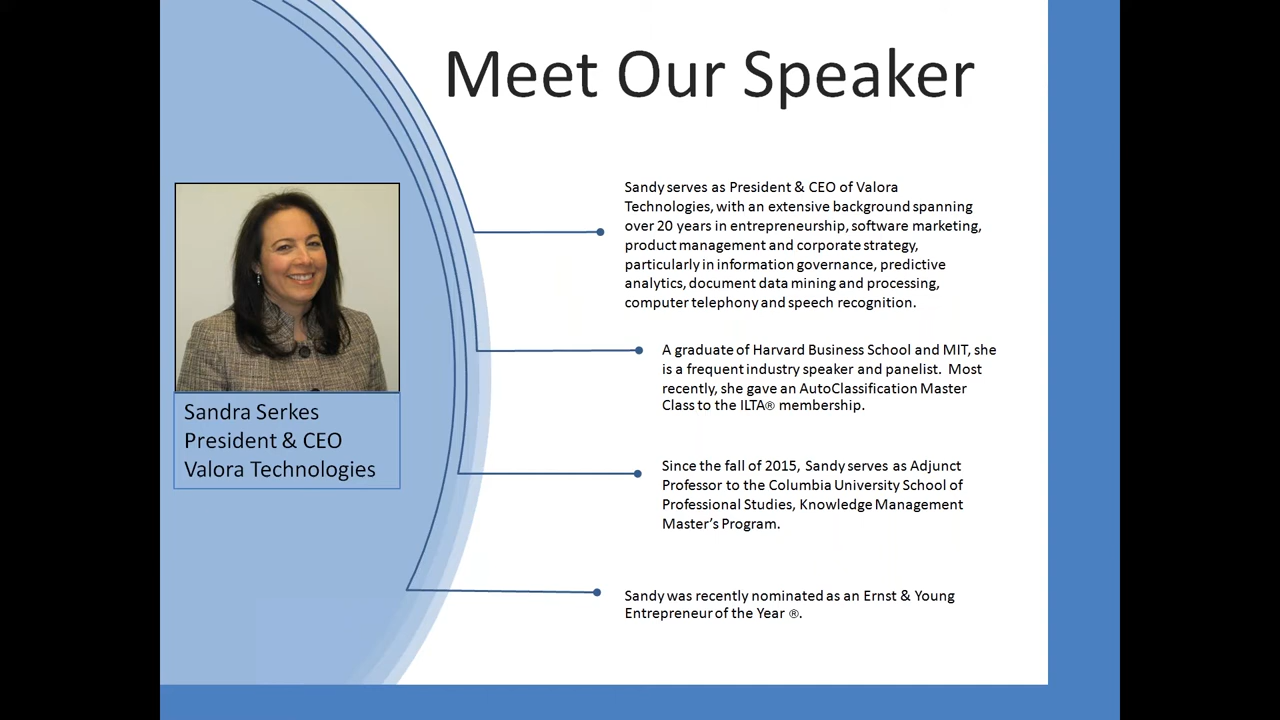 Meet Our Speaker
Sandra Serkes
President & CEO
Valora Technologies
Sandy serves as President & CEO of Valora
Technologies, with an extensive background spanning
over 20 years in entrepreneurship, software marketing,
product management and corporate strategy,
particularly in information governance, predictive
analytics, document data mining and processing,
computer telephony and speech recognition.
A graduate of Harvard Business School and MIT, she
is a frequent industry speaker and panelist.  Most
recently, she gave an AutoClassification Master
Class to the ILTA® membership.
Since the fall of 2015, Sandy serves as Adjunct
Professor to the Columbia University School of
Professional Studies, Knowledge Management
Master’s Program.
Sandy was recently nominated as an Ernst & Young
Entrepreneur of the Year ®.